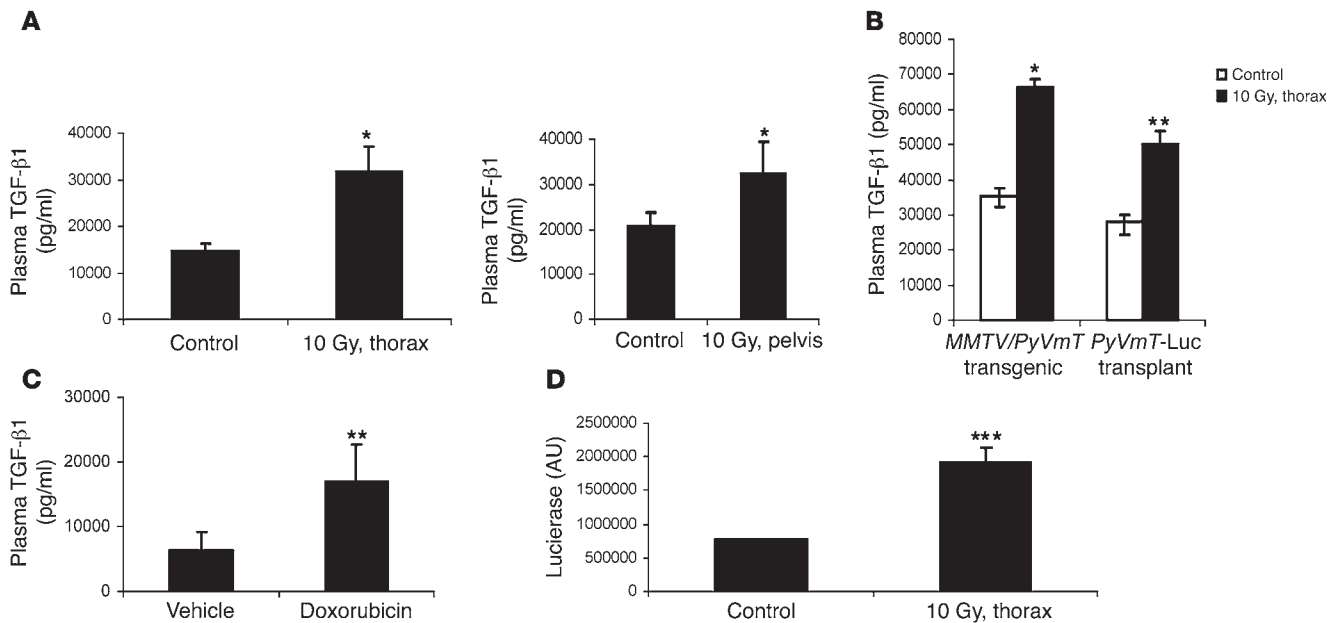 A
Plasma TGF-β1
(pg/ml)
40000
30000
20000
10000
0
*
Control
10 Gy, thorax
Plasma TGF-β1
(pg/ml)
40000
30000
20000
10000
0
*
Control
10 Gy, pelvis
B
Plasma TGF-β1 (pg/ml)
80000
70000
60000
50000
40000
30000
20000
10000
0
*
**
Control
10 Gy, thorax
MMTV/PyVmT
transgenic
PyVmT-Luc
transplant
C
Plasma TGF-β1
(pg/ml)
30000
20000
10000
0
**
Vehicle
Doxorubicin
D
Lucierase (AU)
2500000
2000000
1500000
1000000
500000
0
***
Control
10 Gy, thorax